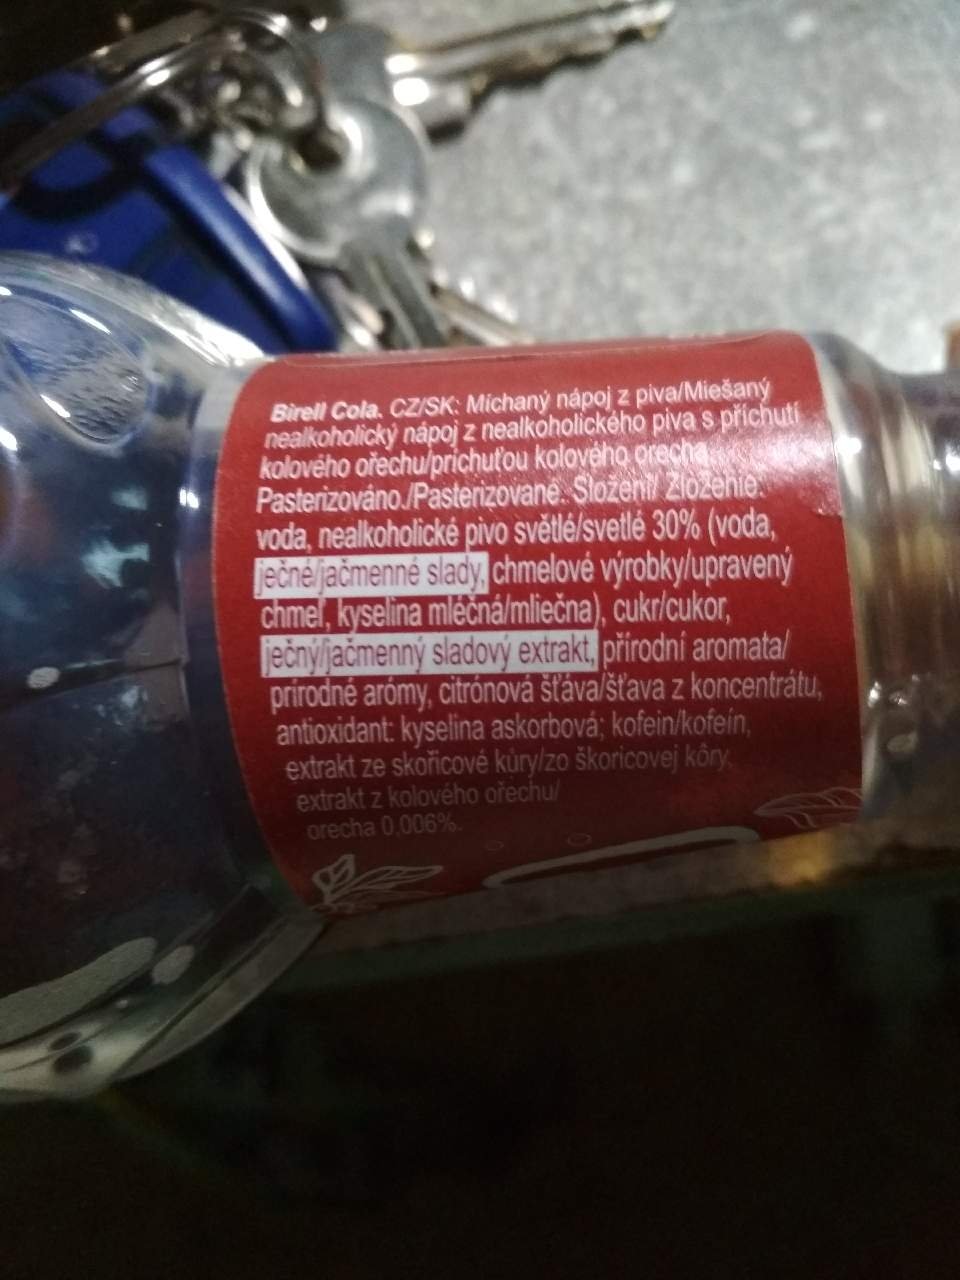 Birell Cola. CZ/SK: Míchaný nápoj z piva/Miešaný
nealkoholický nápoj z nealkoholického piva s příchutí
kolového ořechu/príchuťou kolového orecha.
Pasterizováno./Pasterizované. Složení/ Zloženie:
voda, nealkoholické pivo světlé/svetlé 30% (voda,
ječné/jačmenné slady, chmelové výrobky/upravený
chmeľ, kyselina mléčná/mliečna), cukr/cukor,
ječný/jačmenný sladový extrakt, přírodní aromata/
prírodné arómy, citrónová šťáva/šťava z koncentrátu,
antioxidant: kyselina askorbová; kofein/kofeín,
extrakt ze skořicové kůry/zo škoricovej kôry,
extrakt z kolového ořechu/
orecha 0,006%.